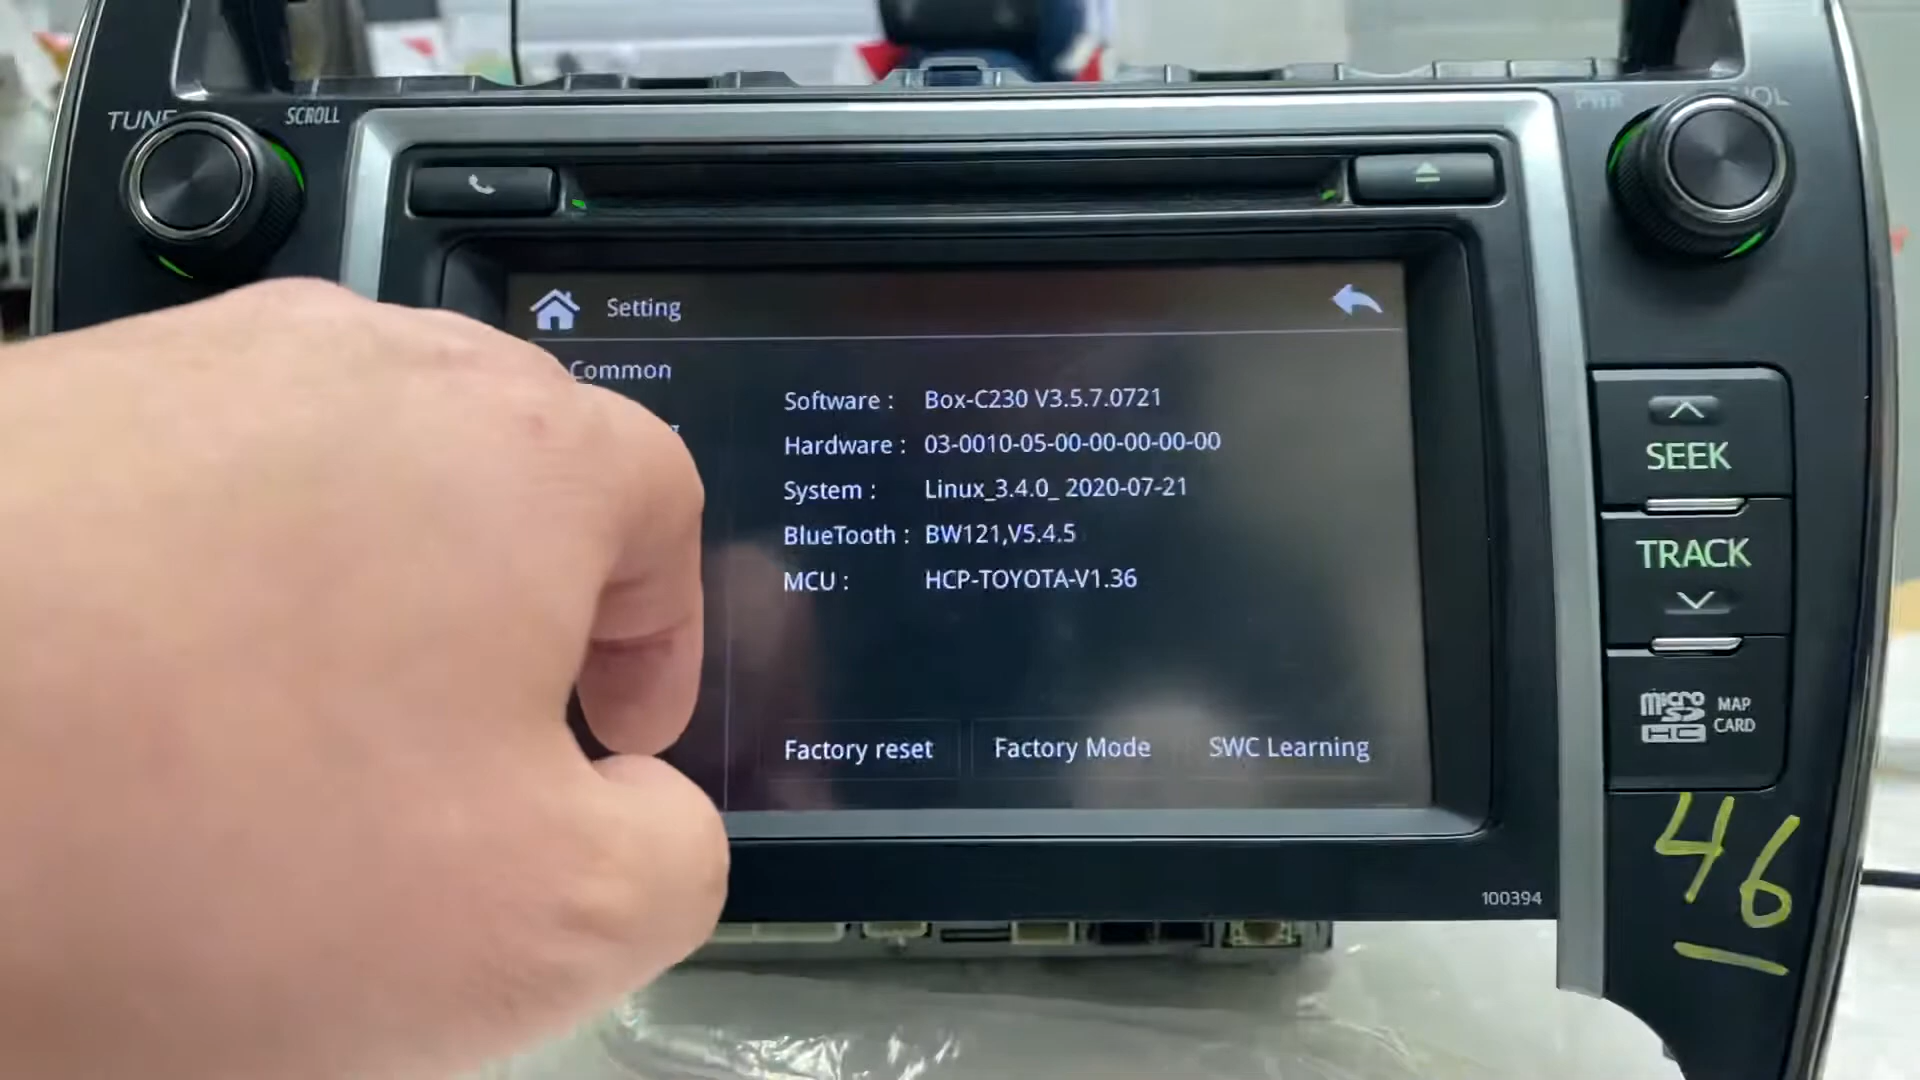 TUNE
SCROLL
PWR
VOL
Setting
Common
Software : Box-C230 V3.5.7.0721
Hardware : 03-0010-05-00-00-00-00-00
System : Linux_3.4.0_ 2020-07-21
BlueTooth : BW121,V5.4.5
MCU : HCP-TOYOTA-V1.36
Factory reset
Factory Mode
SWC Learning
SEEK
TRACK
micro SD HC MAP CARD
100394
46